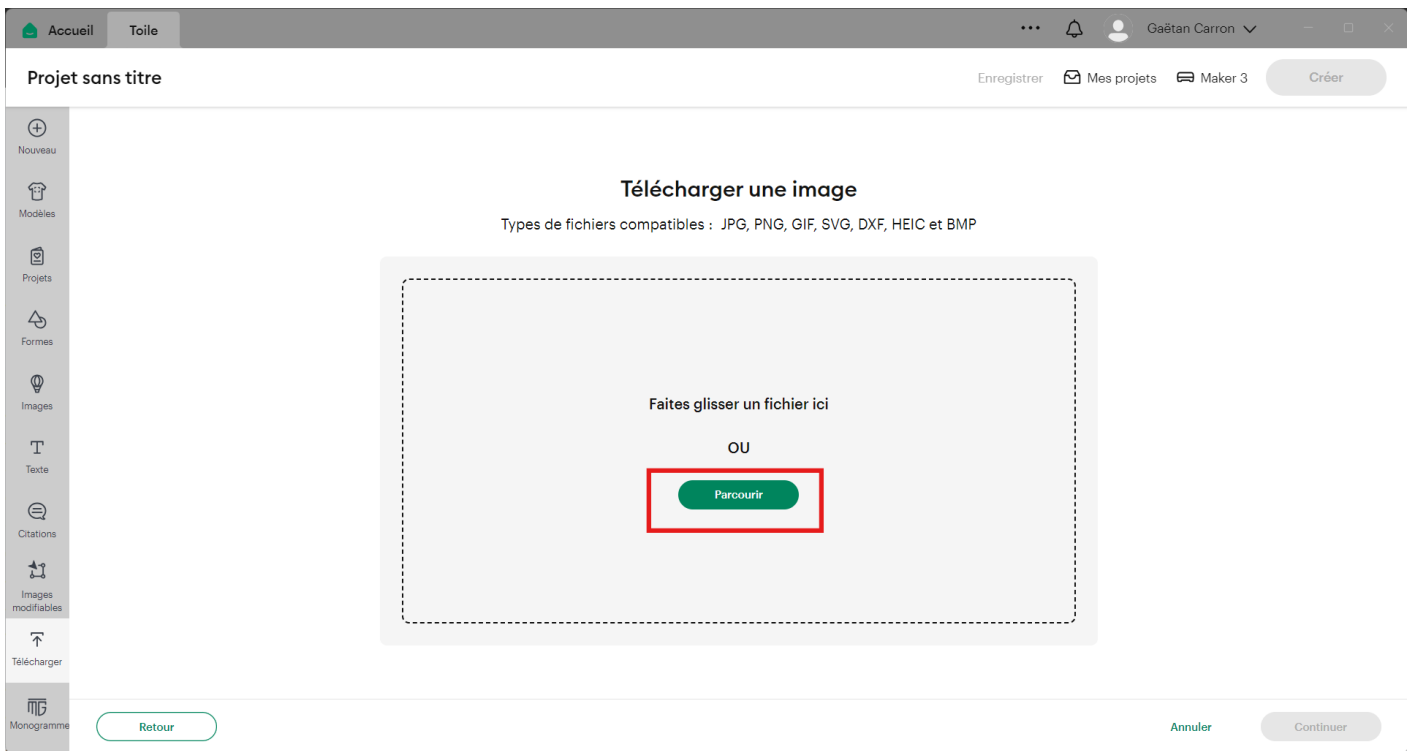 Accueil
Toile
Gaëtan Carron
Projet sans titre
Enregistrer
Mes projets
Maker 3
Créer
Nouveau
Modèles
Projets
Formes
Images
Texte
Citations
Images
modifiables
Télécharger
Monogramme
Télécharger une image
Types de fichiers compatibles : JPG, PNG, GIF, SVG, DXF, HEIC et BMP
Faites glisser un fichier ici
OU
Parcourir
Retour
Annuler
Continuer